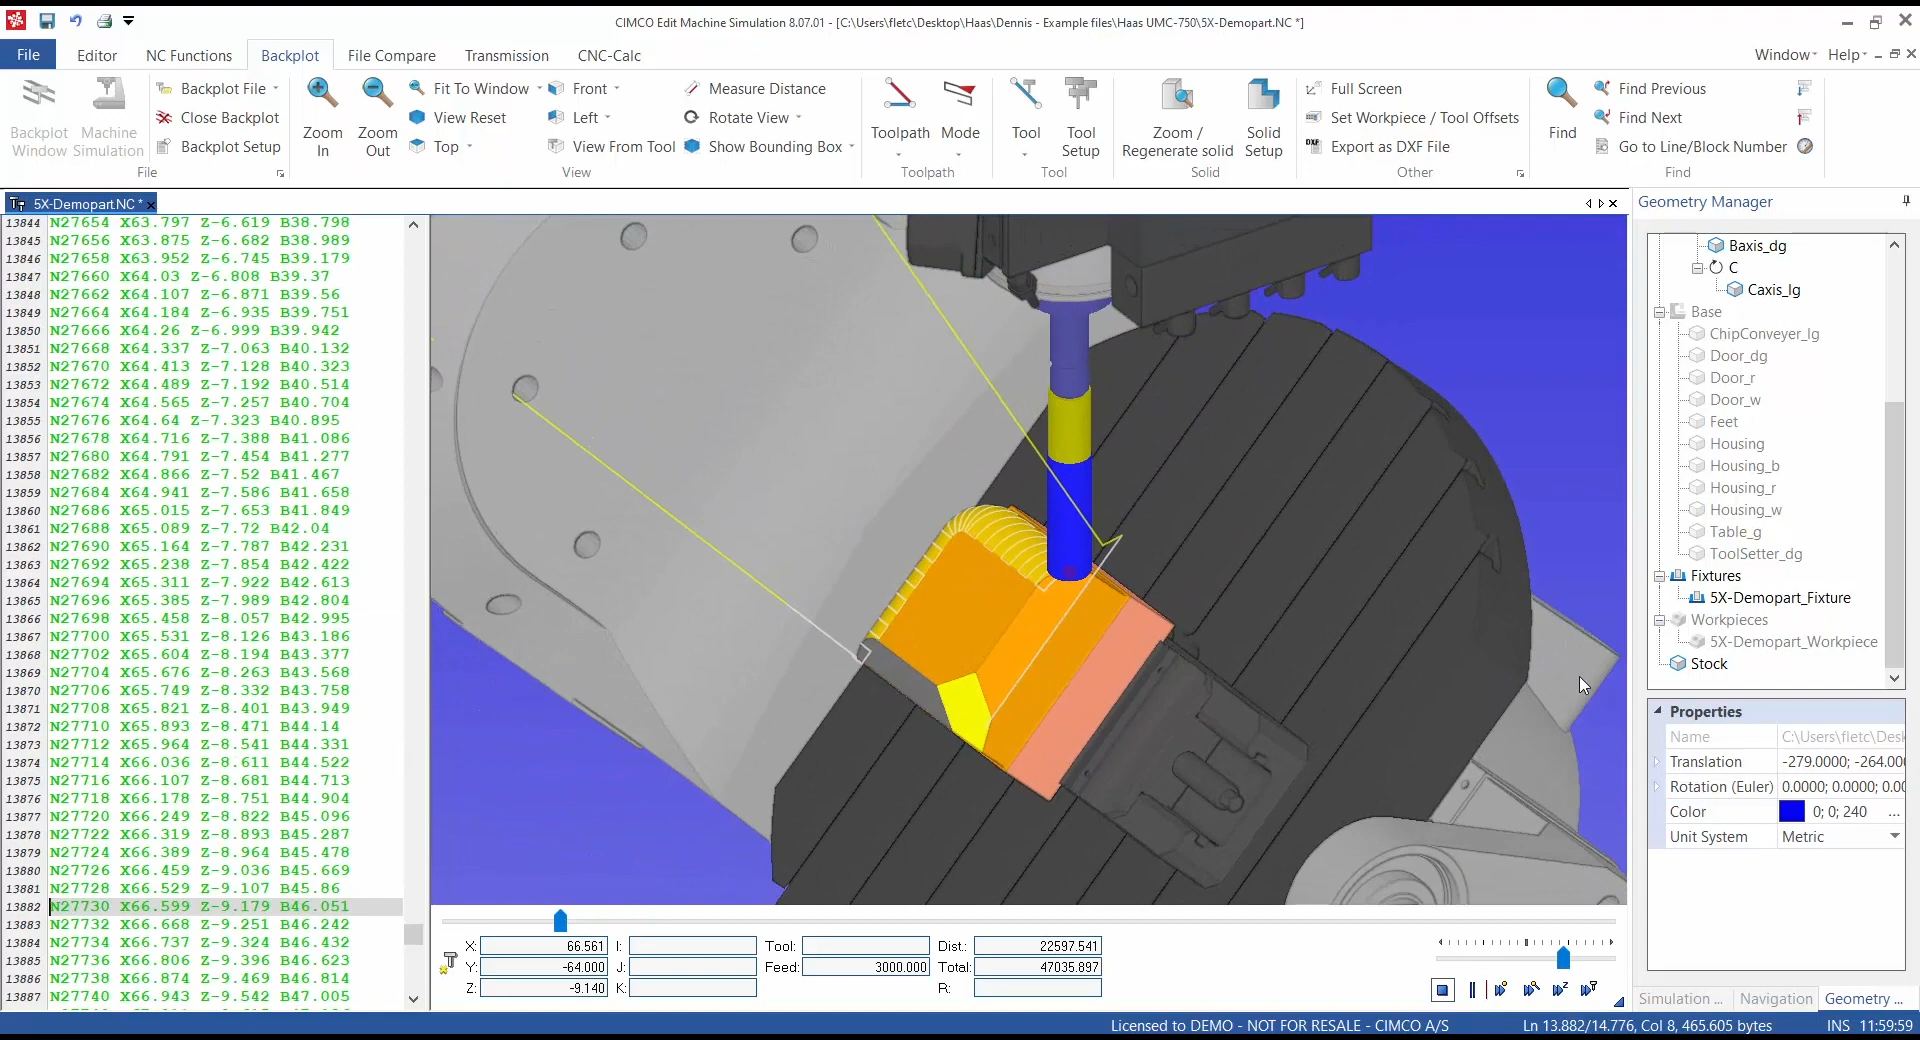 CIMCO Edit Machine Simulation 8.07.01 - [C:\Users\fletc\Desktop\Haas\Dennis - Example files\Haas UMC-750\5X-Demopart.NC *]
File Editor NC Functions Backplot File Compare Transmission CNC-Calc Window Help
Backplot Window
Machine Simulation
Backplot File
Close Backplot
Backplot Setup
File
Zoom In
Zoom Out
Fit To Window
View Reset
Top
Front
Left
View From Tool
Measure Distance
Rotate View
Show Bounding Box
View
Toolpath
Mode
Toolpath
Tool
Tool Setup
Tool
Zoom / Regenerate solid
Solid Setup
Solid
Full Screen
Set Workpiece / Tool Offsets
DXF Export as DXF File
Other
Find
Find Previous
Find Next
Go to Line/Block Number
Find
5X-Demopart.NC *
13844 N27654 X63.797 Z-6.619 B38.798
13845 N27656 X63.875 Z-6.682 B38.989
13846 N27658 X63.952 Z-6.745 B39.179
13847 N27660 X64.03 Z-6.808 B39.37
13848 N27662 X64.107 Z-6.871 B39.56
13849 N27664 X64.184 Z-6.935 B39.751
13850 N27666 X64.26 Z-6.999 B39.942
13851 N27668 X64.337 Z-7.063 B40.132
13852 N27670 X64.413 Z-7.128 B40.323
13853 N27672 X64.489 Z-7.192 B40.514
13854 N27674 X64.565 Z-7.257 B40.704
13855 N27676 X64.64 Z-7.323 B40.895
13856 N27678 X64.716 Z-7.388 B41.086
13857 N27680 X64.791 Z-7.454 B41.277
13858 N27682 X64.866 Z-7.52 B41.467
13859 N27684 X64.941 Z-7.586 B41.658
13860 N27686 X65.015 Z-7.653 B41.849
13861 N27688 X65.089 Z-7.72 B42.04
13862 N27690 X65.164 Z-7.787 B42.231
13863 N27692 X65.238 Z-7.854 B42.422
13864 N27694 X65.311 Z-7.922 B42.613
13865 N27696 X65.385 Z-7.989 B42.804
13866 N27698 X65.458 Z-8.057 B42.995
13867 N27700 X65.531 Z-8.126 B43.186
13868 N27702 X65.604 Z-8.194 B43.377
13869 N27704 X65.676 Z-8.263 B43.568
13870 N27706 X65.749 Z-8.332 B43.758
13871 N27708 X65.821 Z-8.401 B43.949
13872 N27710 X65.893 Z-8.471 B44.14
13873 N27712 X65.964 Z-8.541 B44.331
13874 N27714 X66.036 Z-8.611 B44.522
13875 N27716 X66.107 Z-8.681 B44.713
13876 N27718 X66.178 Z-8.751 B44.904
13877 N27720 X66.249 Z-8.822 B45.096
13878 N27722 X66.319 Z-8.893 B45.287
13879 N27724 X66.389 Z-8.964 B45.478
13880 N27726 X66.459 Z-9.036 B45.669
13881 N27728 X66.529 Z-9.107 B45.86
13882 N27730 X66.599 Z-9.179 B46.051
13883 N27732 X66.668 Z-9.251 B46.242
13884 N27734 X66.737 Z-9.324 B46.432
13885 N27736 X66.806 Z-9.396 B46.623
13886 N27738 X66.874 Z-9.469 B46.814
13887 N27740 X66.943 Z-9.542 B47.005
X: 66.561 I: Tool: Dist.: 22597.541
Y: -64.000 J: Feed: 3000.000 Total: 47035.897
Z: -9.140 K: R:
Geometry Manager
Baxis_dg
C
Caxis_lg
Base
ChipConveyer_lg
Door_dg
Door_r
Door_w
Feet
Housing
Housing_b
Housing_r
Housing_w
Table_g
ToolSetter_dg
Fixtures
5X-Demopart_Fixture
Workpieces
5X-Demopart_Workpiece
Stock
Properties
Name C:\Users\fletc\Desk
Translation -279.0000; -264.00
Rotation (Euler) 0.0000; 0.0000; 0.00
Color 0; 0; 240 ...
Unit System Metric
Simulation ... Navigation Geometry ...
Licensed to DEMO - NOT FOR RESALE - CIMCO A/S Ln 13.882/14.776, Col 8, 465.605 bytes INS 11:59:59